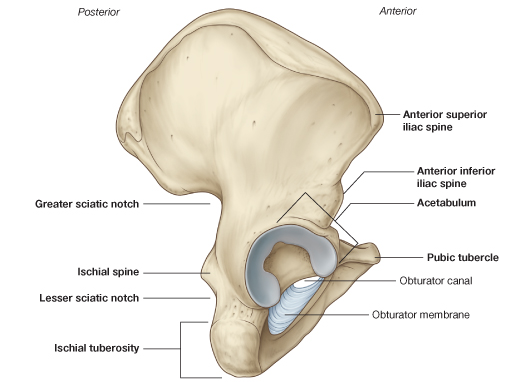 Posterior
Anterior
Anterior superior
iliac spine
Anterior inferior
iliac spine
Greater sciatic notch
Acetabulum
Pubic tubercle
Ischial spine
Obturator canal
Lesser sciatic notch
Obturator membrane
Ischial tuberosity